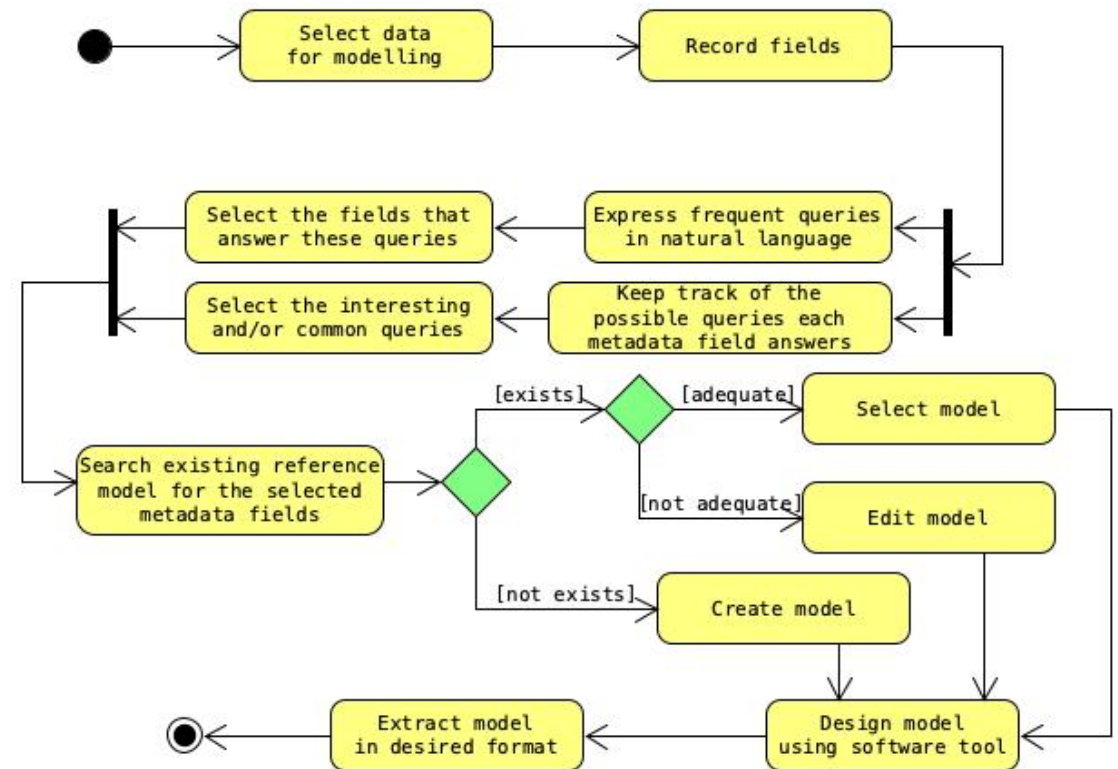 Select data
for modelling
Record fields
Select the fields that
answer these queries
Express frequent queries
in natural language
Select the interesting
and/or common queries
Keep track of the
possible queries each
metadata field answers
[exists]
[adequate]
Select model
Search existing reference
model for the selected
metadata fields
[not adequate]
Edit model
[not exists]
Create model
Extract model
in desired format
Design model
using software tool